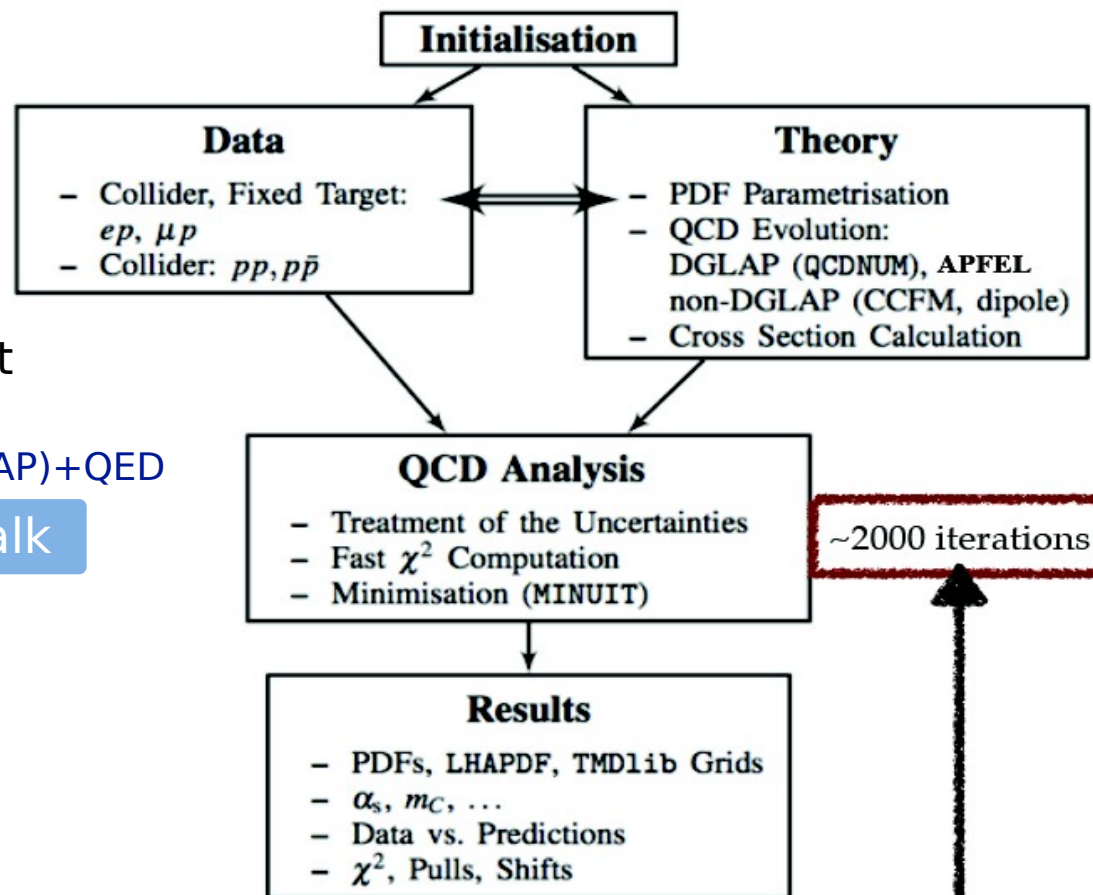 Initialisation
Data
– Collider, Fixed Target:
ep, μp
– Collider: pp, pp̄
Theory
– PDF Parametrisation
– QCD Evolution:
DGLAP (QCDNUM), APFEL
non-DGLAP (CCFM, dipole)
– Cross Section Calculation
t
AP)+QED
alk
QCD Analysis
– Treatment of the Uncertainties
– Fast χ² Computation
– Minimisation (MINUIT)
~2000 iterations
Results
– PDFs, LHAPDF, TMDlib Grids
– αs, mC, ...
– Data vs. Predictions
– χ², Pulls, Shifts